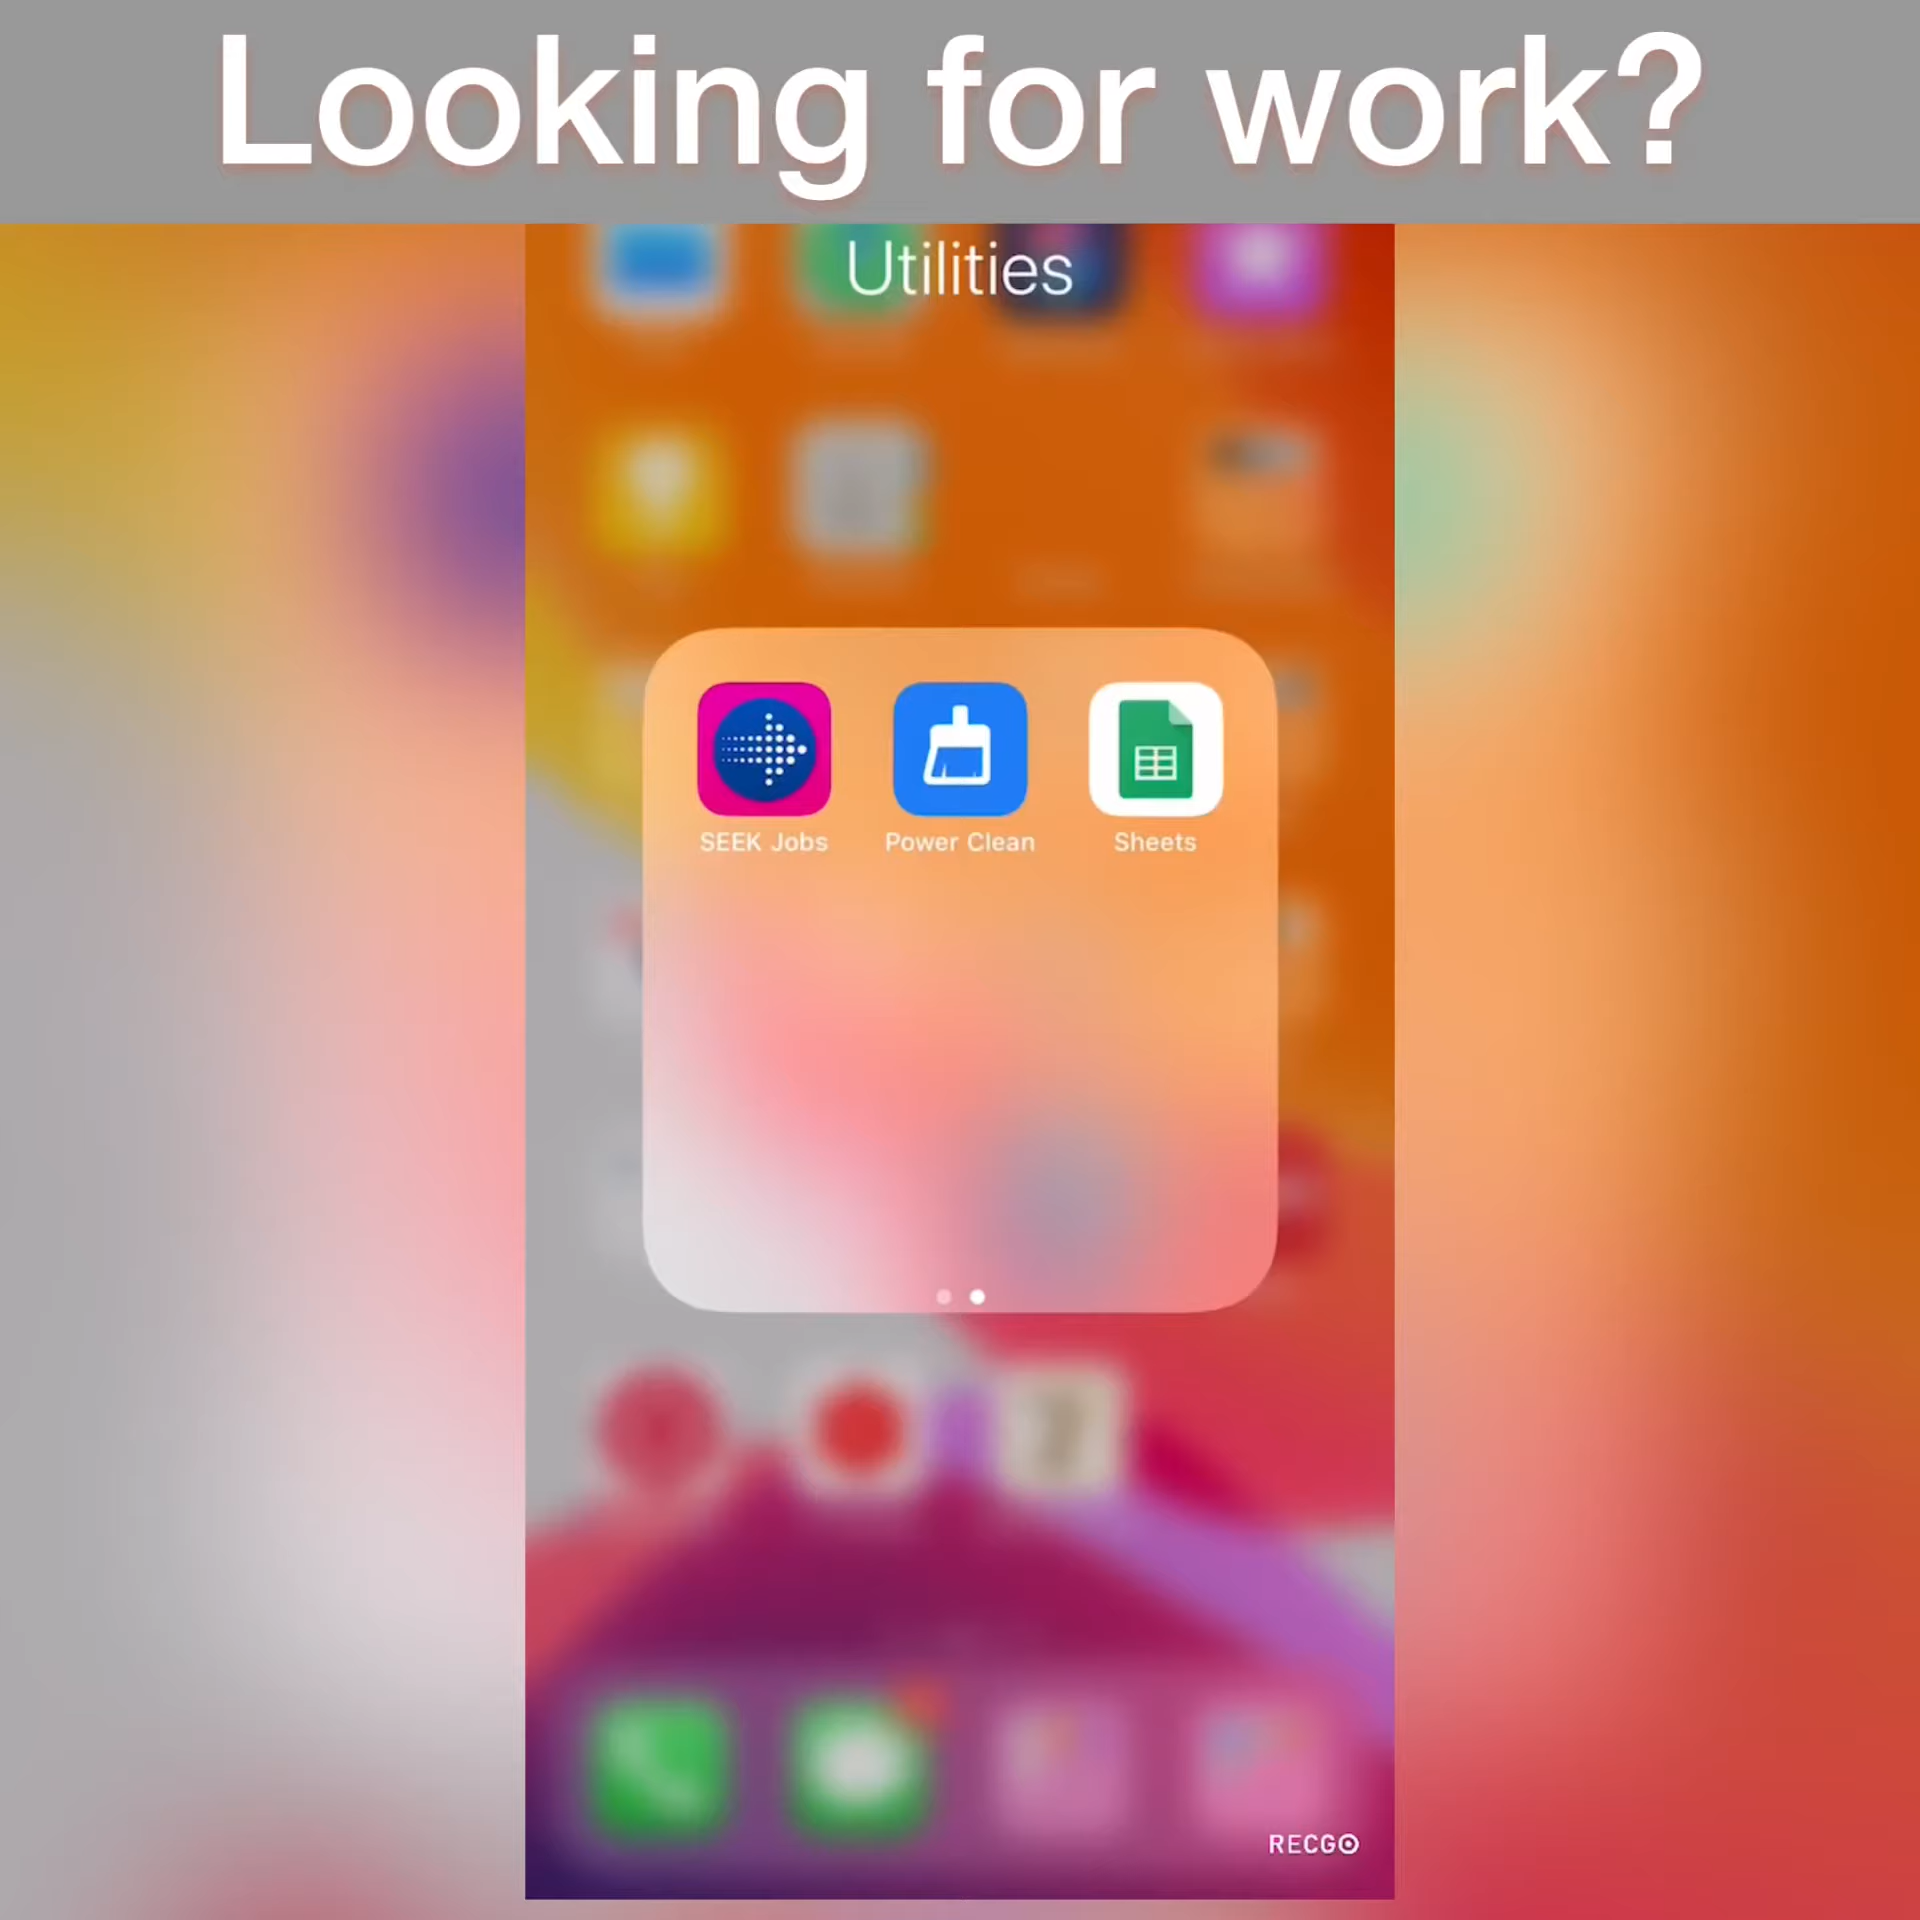 Looking for work?
Utilities
SEEK Jobs
Power Clean
Sheets
RECGO